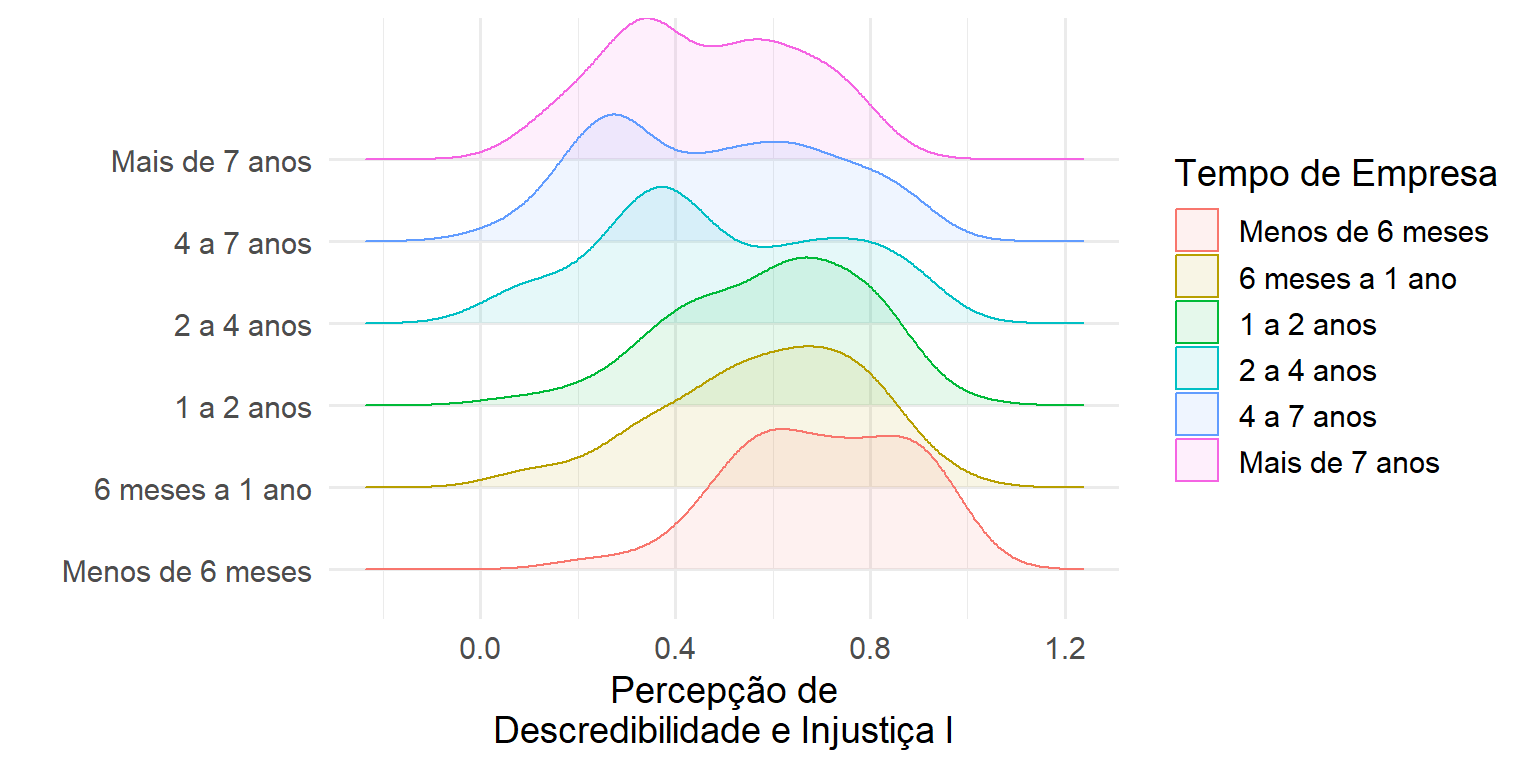 Mais de 7 anos
4 a 7 anos
2 a 4 anos
1 a 2 anos
6 meses a 1 ano
Menos de 6 meses
0.0 0.4 0.8 1.2
Percepção de
Descredibilidade e Injustiça I
Tempo de Empresa
Menos de 6 meses
6 meses a 1 ano
1 a 2 anos
2 a 4 anos
4 a 7 anos
Mais de 7 anos